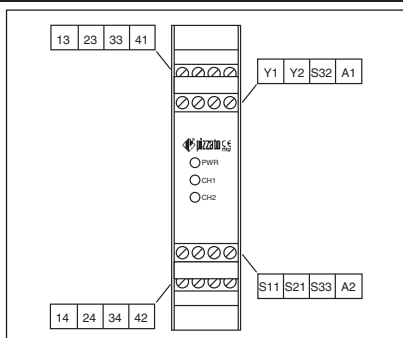 13 23 33 41
Y1 Y2 S32 A1
pizzato CE
PWR
CH1
CH2
S11 S21 S33 A2
14 24 34 42